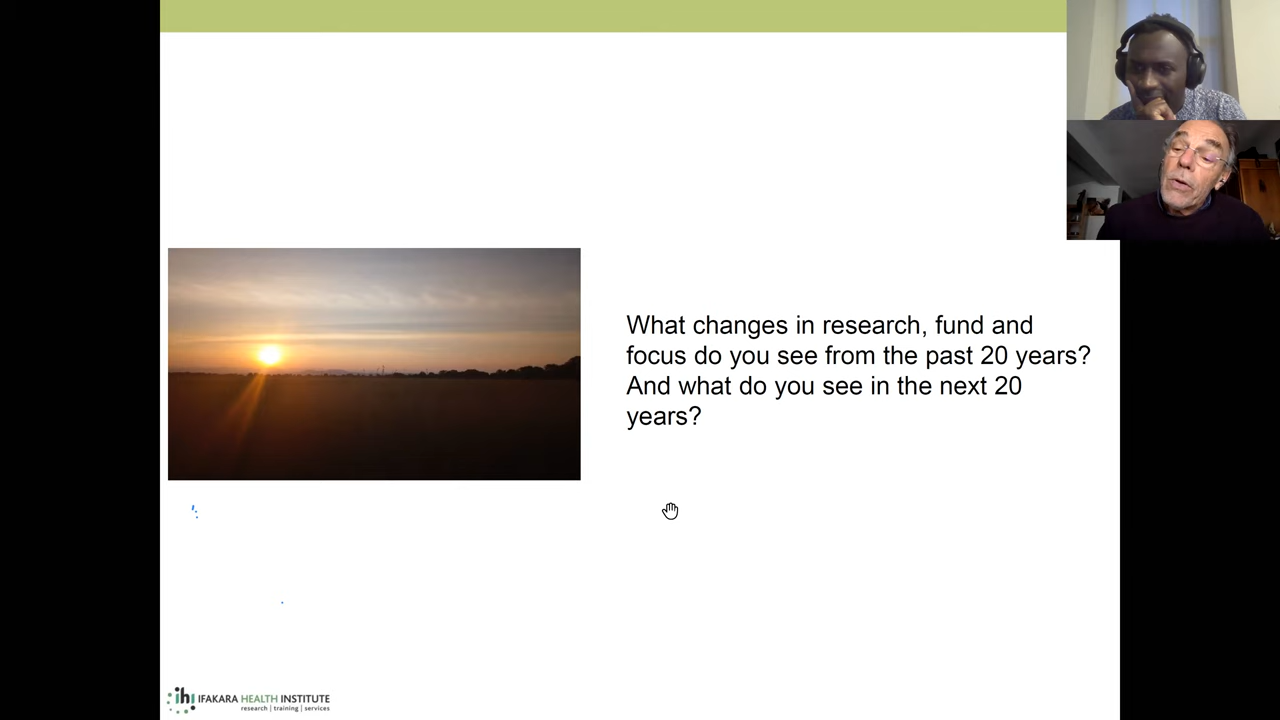 What changes in research, fund and
focus do you see from the past 20 years?
And what do you see in the next 20
years?
ihi IFAKARA HEALTH INSTITUTE
research | training | services